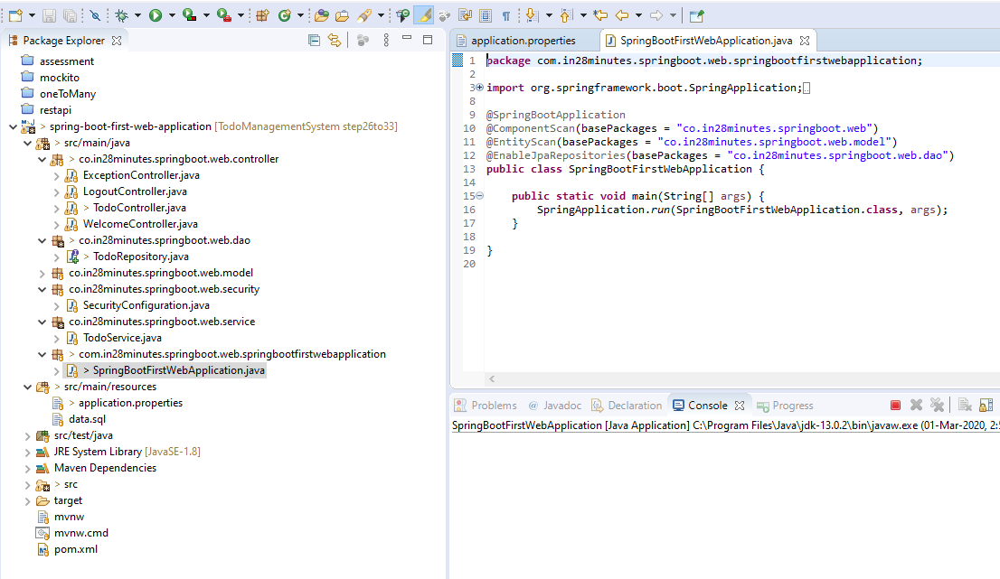 Package Explorer
assessment
mockito
oneToMany
restapi
> spring-boot-first-web-application [TodoManagementSystem step26to33]
> src/main/java
> co.in28minutes.springboot.web.controller
ExceptionController.java
LogoutController.java
> TodoController.java
WelcomeController.java
> co.in28minutes.springboot.web.dao
> TodoRepository.java
co.in28minutes.springboot.web.model
co.in28minutes.springboot.web.security
SecurityConfiguration.java
co.in28minutes.springboot.web.service
TodoService.java
> com.in28minutes.springboot.web.springbootfirstwebapplication
> SpringBootFirstWebApplication.java
> src/main/resources
> application.properties
data.sql
src/test/java
JRE System Library [JavaSE-1.8]
Maven Dependencies
> src
target
mvnw
mvnw.cmd
pom.xml
application.properties
SpringBootFirstWebApplication.java
1 package com.in28minutes.springboot.web.springbootfirstwebapplication;
2
3 import org.springframework.boot.SpringApplication;
8
9 @SpringBootApplication
10 @ComponentScan(basePackages = "co.in28minutes.springboot.web")
11 @EntityScan(basePackages = "co.in28minutes.springboot.web.model")
12 @EnableJpaRepositories(basePackages = "co.in28minutes.springboot.web.dao")
13 public class SpringBootFirstWebApplication {
14
15 public static void main(String[] args) {
16 SpringApplication.run(SpringBootFirstWebApplication.class, args);
17 }
18
19 }
20
Problems @ Javadoc Declaration Console Progress
SpringBootFirstWebApplication [Java Application] C:\Program Files\Java\jdk-13.0.2\bin\javaw.exe (01-Mar-2020, 2: